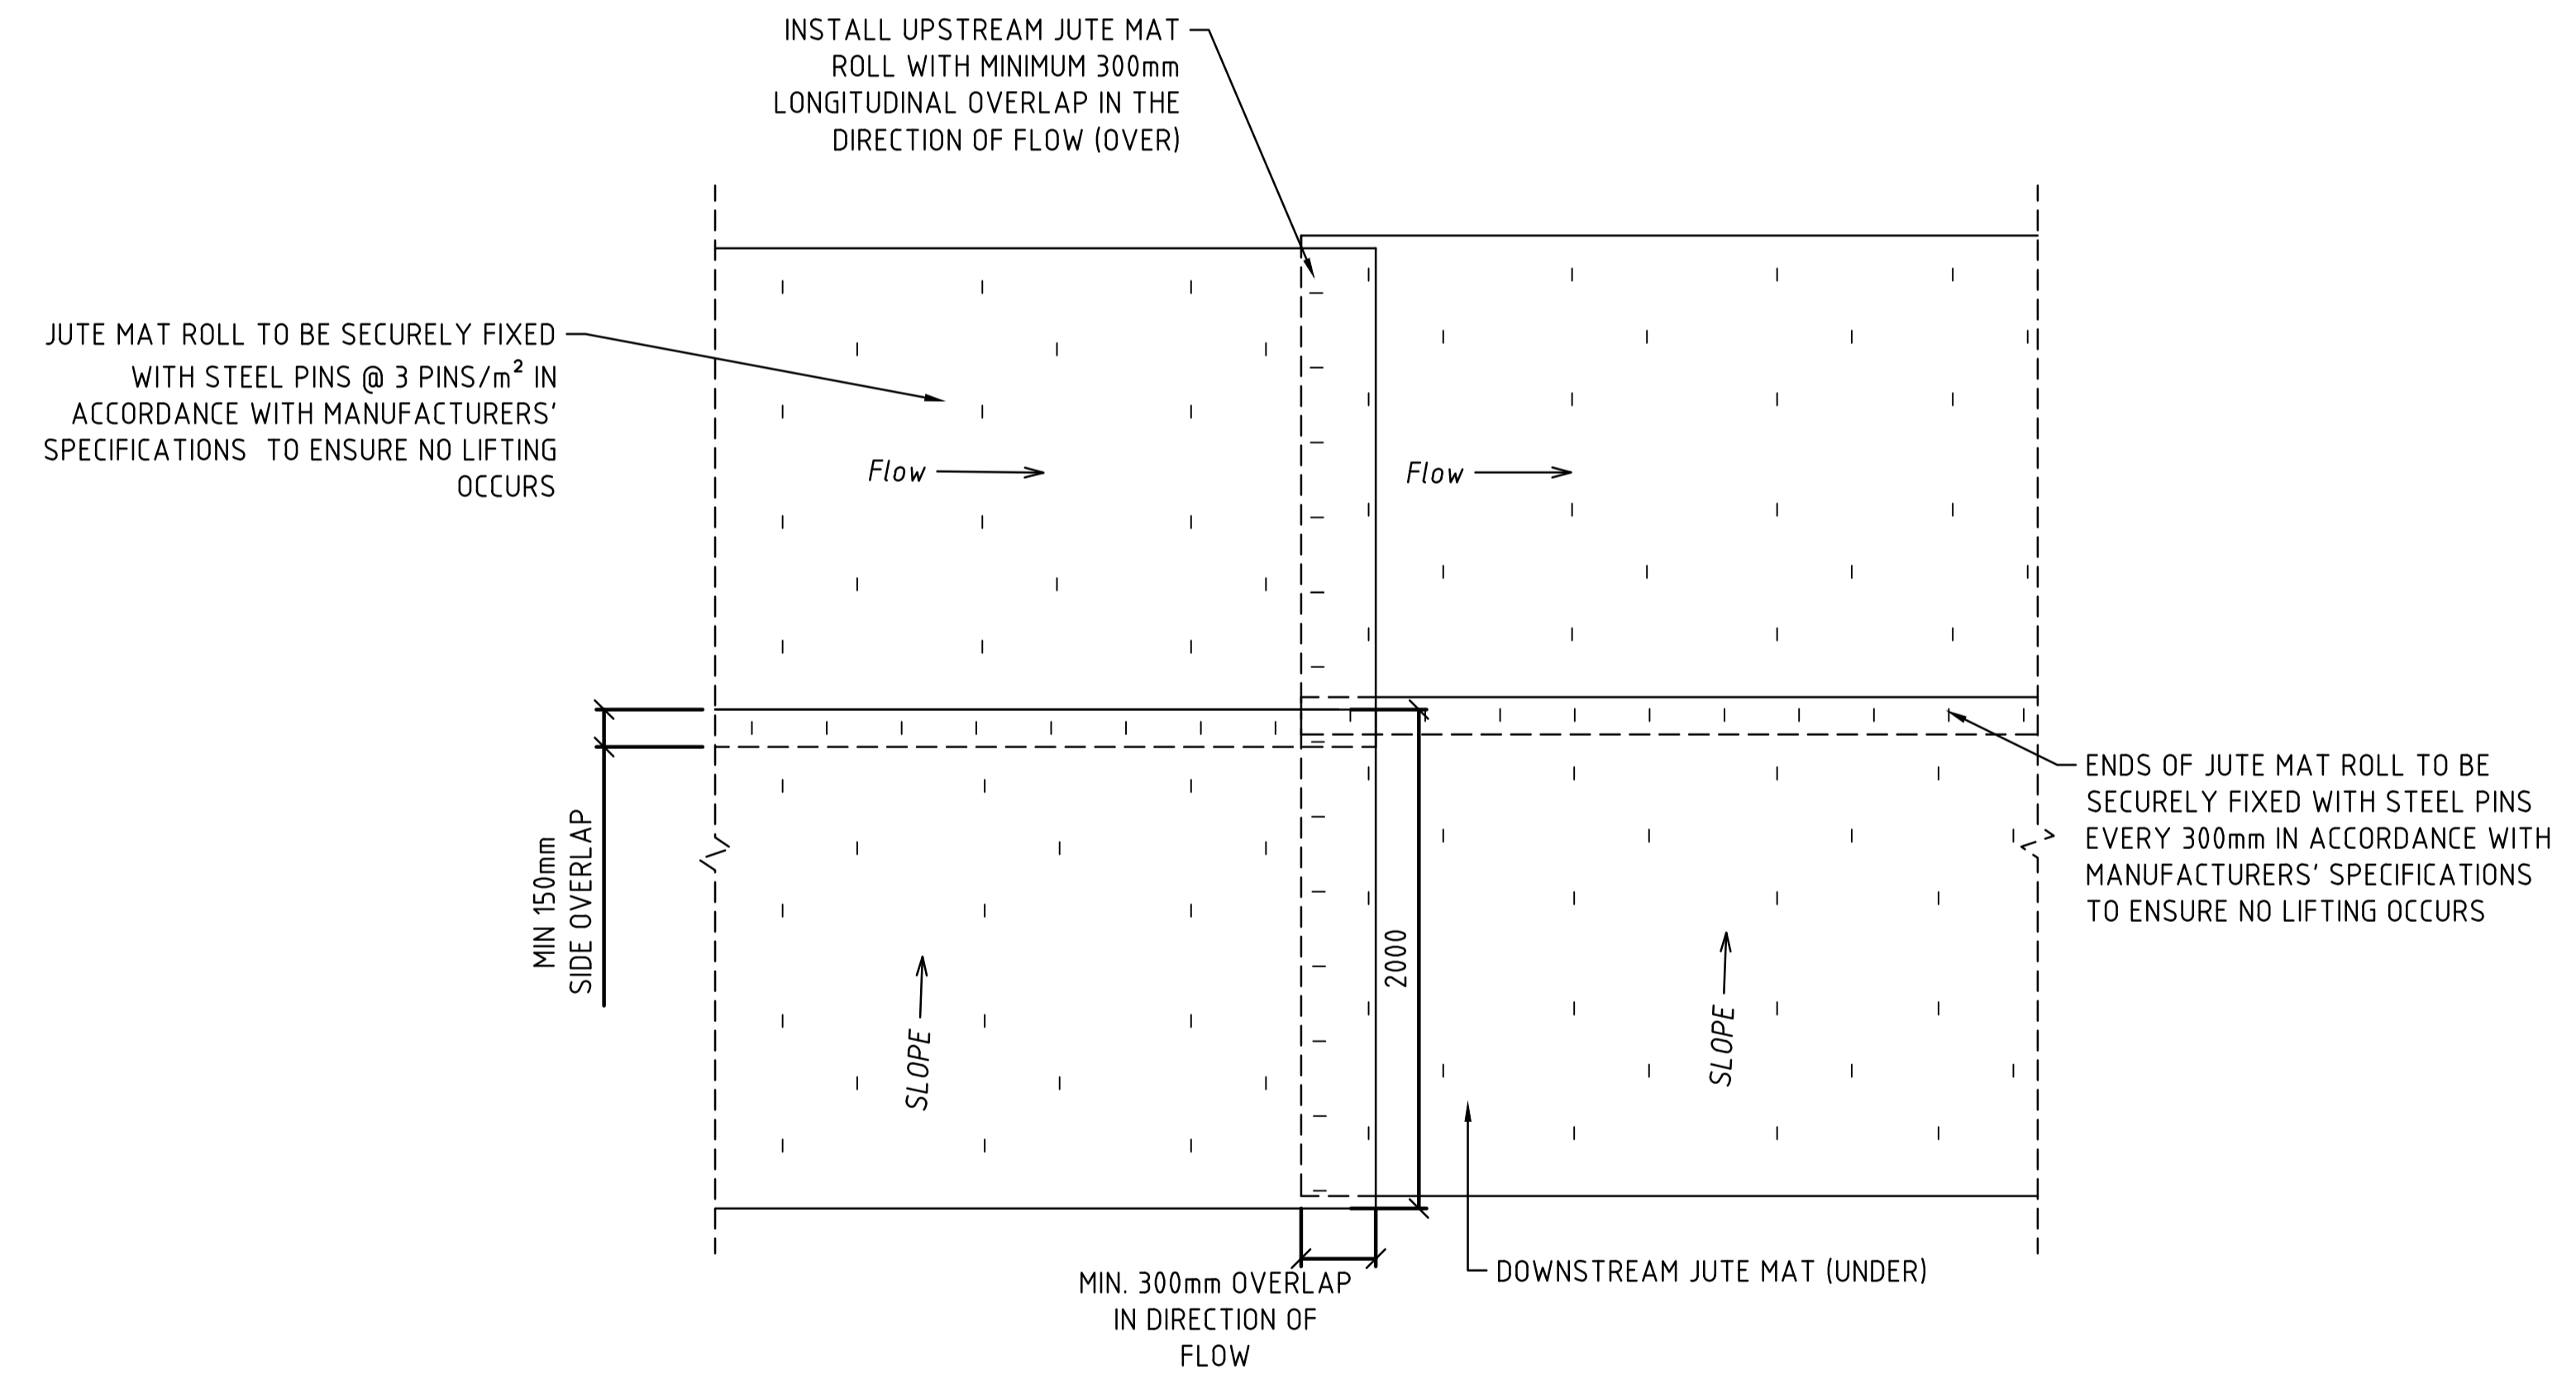 INSTALL UPSTREAM JUTE MAT
ROLL WITH MINIMUM 300mm
LONGITUDINAL OVERLAP IN THE
DIRECTION OF FLOW (OVER)
JUTE MAT ROLL TO BE SECURELY FIXED
WITH STEEL PINS @ 3 PINS/m² IN
ACCORDANCE WITH MANUFACTURERS'
SPECIFICATIONS TO ENSURE NO LIFTING
OCCURS
Flow
Flow
MIN 150mm
SIDE OVERLAP
ENDS OF JUTE MAT ROLL TO BE
SECURELY FIXED WITH STEEL PINS
EVERY 300mm IN ACCORDANCE WITH
MANUFACTURERS' SPECIFICATIONS
TO ENSURE NO LIFTING OCCURS
2000
SLOPE
SLOPE
MIN. 300mm OVERLAP
IN DIRECTION OF
FLOW
DOWNSTREAM JUTE MAT (UNDER)